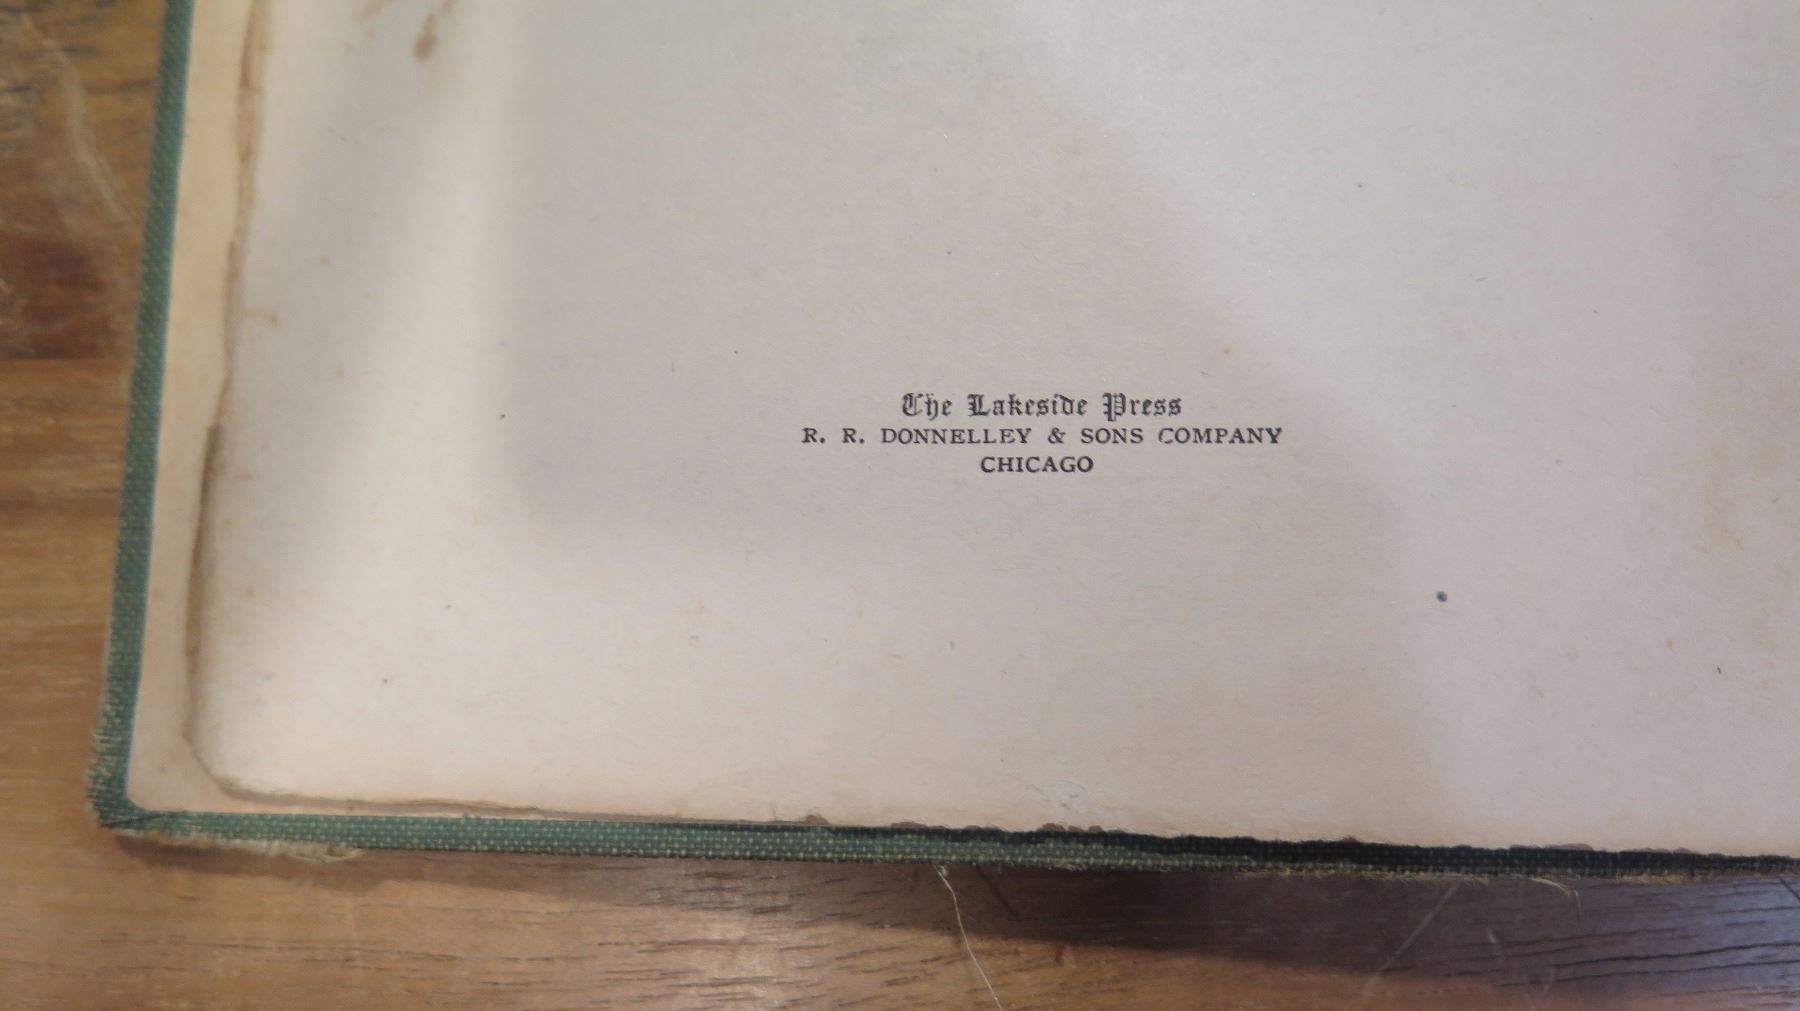 The Lakeside Press
R. R. DONNELLEY & SONS COMPANY
CHICAGO